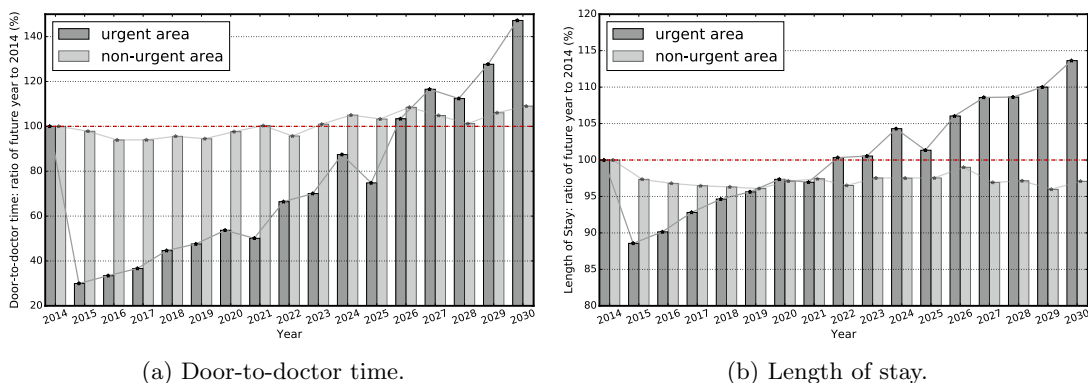 Door-to-doctor time: ratio of future year to 2014 (%)
140
120
100
80
60
40
20
urgent area
non-urgent area
2014 2015 2016 2017 2018 2019 2020 2021 2022 2023 2024 2025 2026 2027 2028 2029 2030
Year
(a) Door-to-doctor time.
Length of Stay: ratio of future year to 2014 (%)
120
115
110
105
100
95
90
85
80
urgent area
non-urgent area
2014 2015 2016 2017 2018 2019 2020 2021 2022 2023 2024 2025 2026 2027 2028 2029 2030
Year
(b) Length of stay.